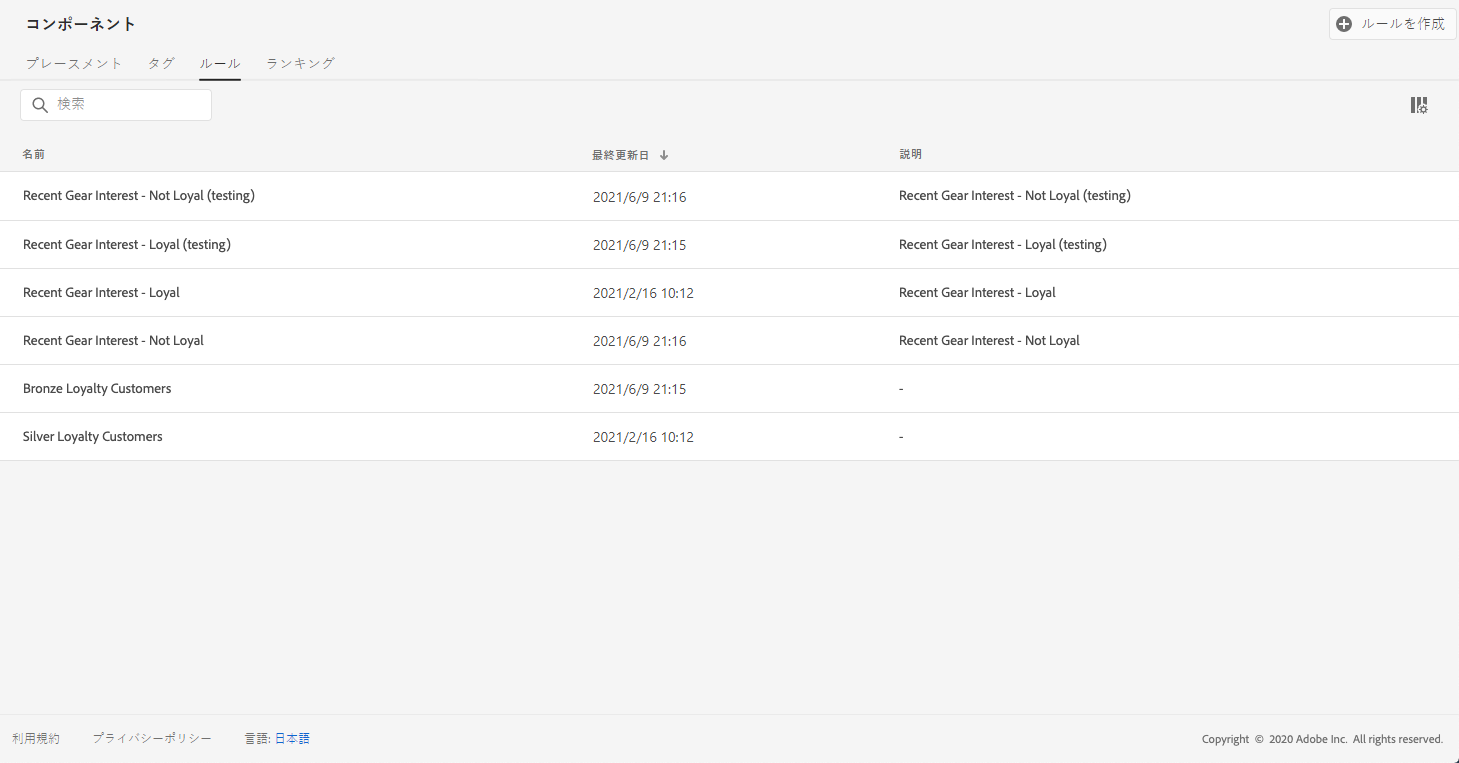 コンポーネント
ルールを作成
プレースメント タグ ルール ランキング
検索
名前 最終更新日 説明
Recent Gear Interest - Not Loyal (testing) 2021/6/9 21:16 Recent Gear Interest - Not Loyal (testing)
Recent Gear Interest - Loyal (testing) 2021/6/9 21:15 Recent Gear Interest - Loyal (testing)
Recent Gear Interest - Loyal 2021/2/16 10:12 Recent Gear Interest - Loyal
Recent Gear Interest - Not Loyal 2021/6/9 21:16 Recent Gear Interest - Not Loyal
Bronze Loyalty Customers 2021/6/9 21:15 -
Silver Loyalty Customers 2021/2/16 10:12 -
利用規約 プライバシーポリシー 言語: 日本語 Copyright © 2020 Adobe Inc. All rights reserved.